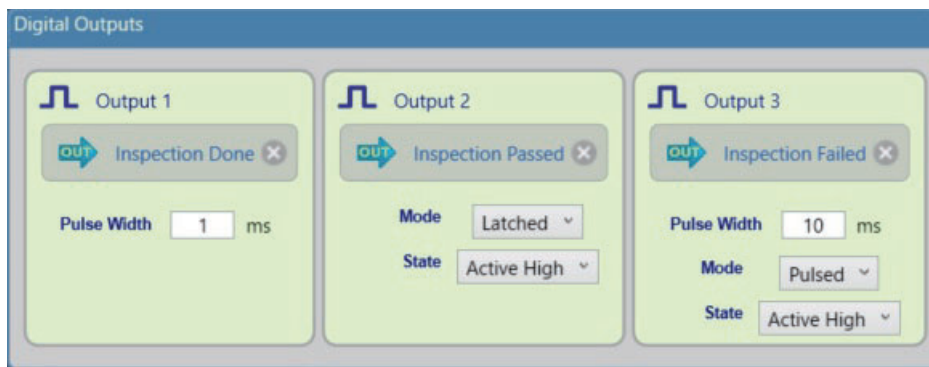 Digital Outputs
Output 1
OUT Inspection Done
Pulse Width 1 ms
Output 2
OUT Inspection Passed
Mode Latched
State Active High
Output 3
OUT Inspection Failed
Pulse Width 10 ms
Mode Pulsed
State Active High